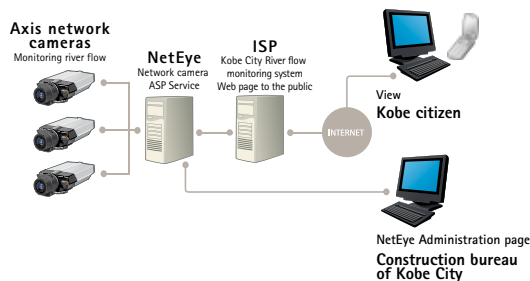 Axis network
cameras
Monitoring river flow
NetEye
Network camera
ASP Service
ISP
Kobe City River flow
monitoring system
Web page to the public
INTERNET
View
Kobe citizen
NetEye Administration page
Construction bureau
of Kobe City